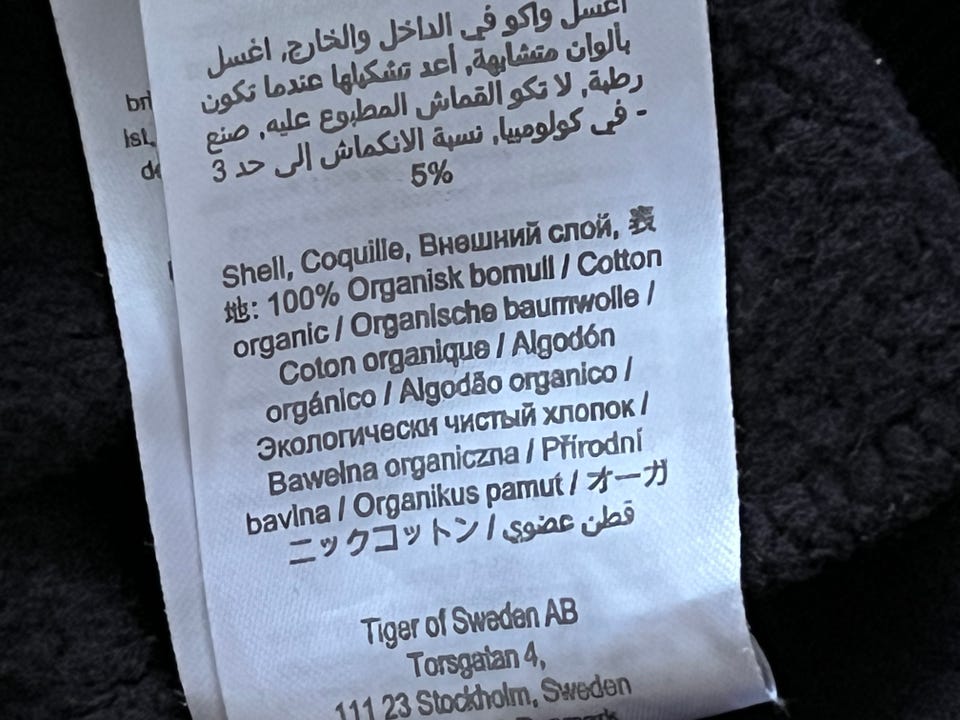 اغسل واكو في الداخل والخارج, اغسل
بألوان متشابهة, أعد تشكيلها عندما تكون
رطبة, لا تكو القماش المطبوع عليه, صنع
في كولومبيا, نسبة الانكماش إلى حد 3 -
5%
Shell, Coquille, Внешний слой, 表
地: 100% Organisk bomull / Cotton
organic / Organische baumwolle /
Coton organique / Algodón
orgánico / Algodão organico /
Экологически чистый хлопок /
Bawełna organiczna / Přírodní
bavlna / Organikus pamut / オーガ
ニックコットン / قطن عضوي
Tiger of Sweden AB
Torsgatan 4,
111 23 Stockholm, Sweden